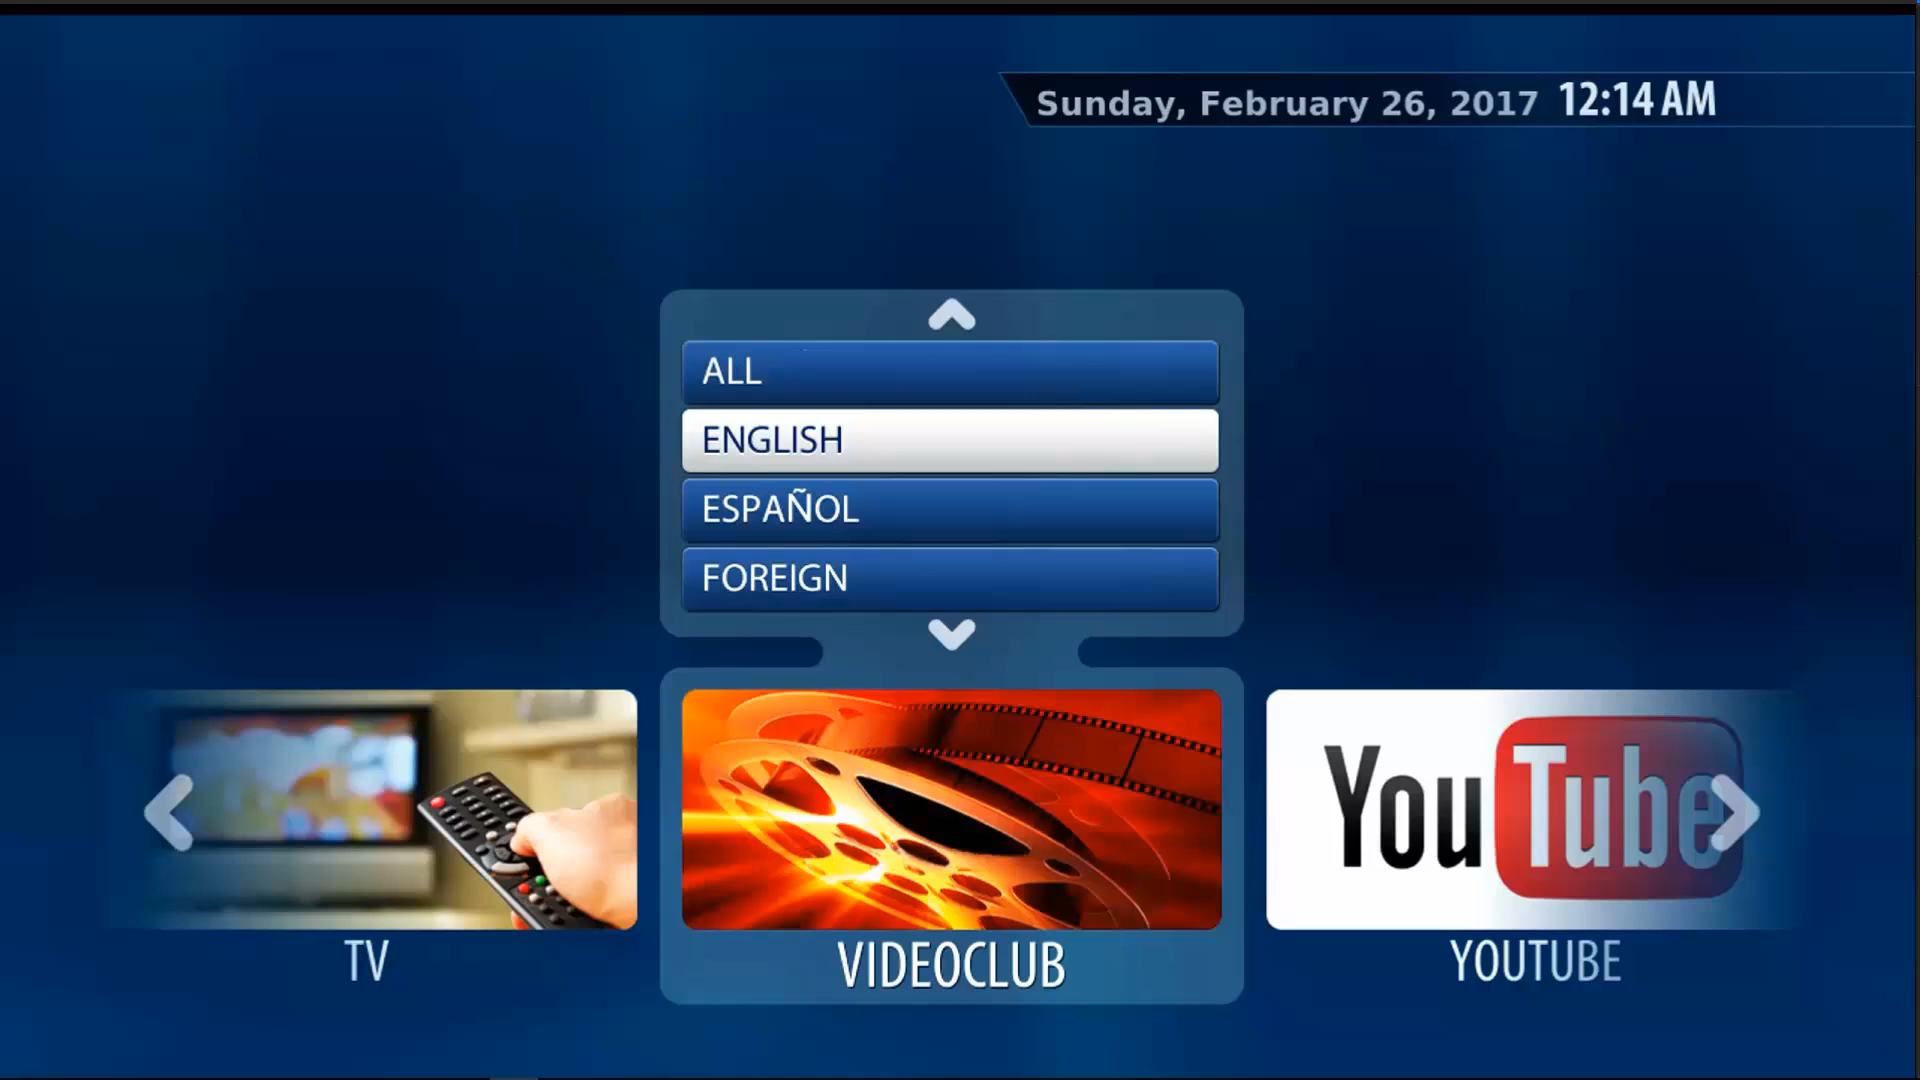 Sunday, February 26, 2017 12:14 AM
ALL
ENGLISH
ESPAÑOL
FOREIGN
YouTube
TV
VIDEOCLUB
YOUTUBE